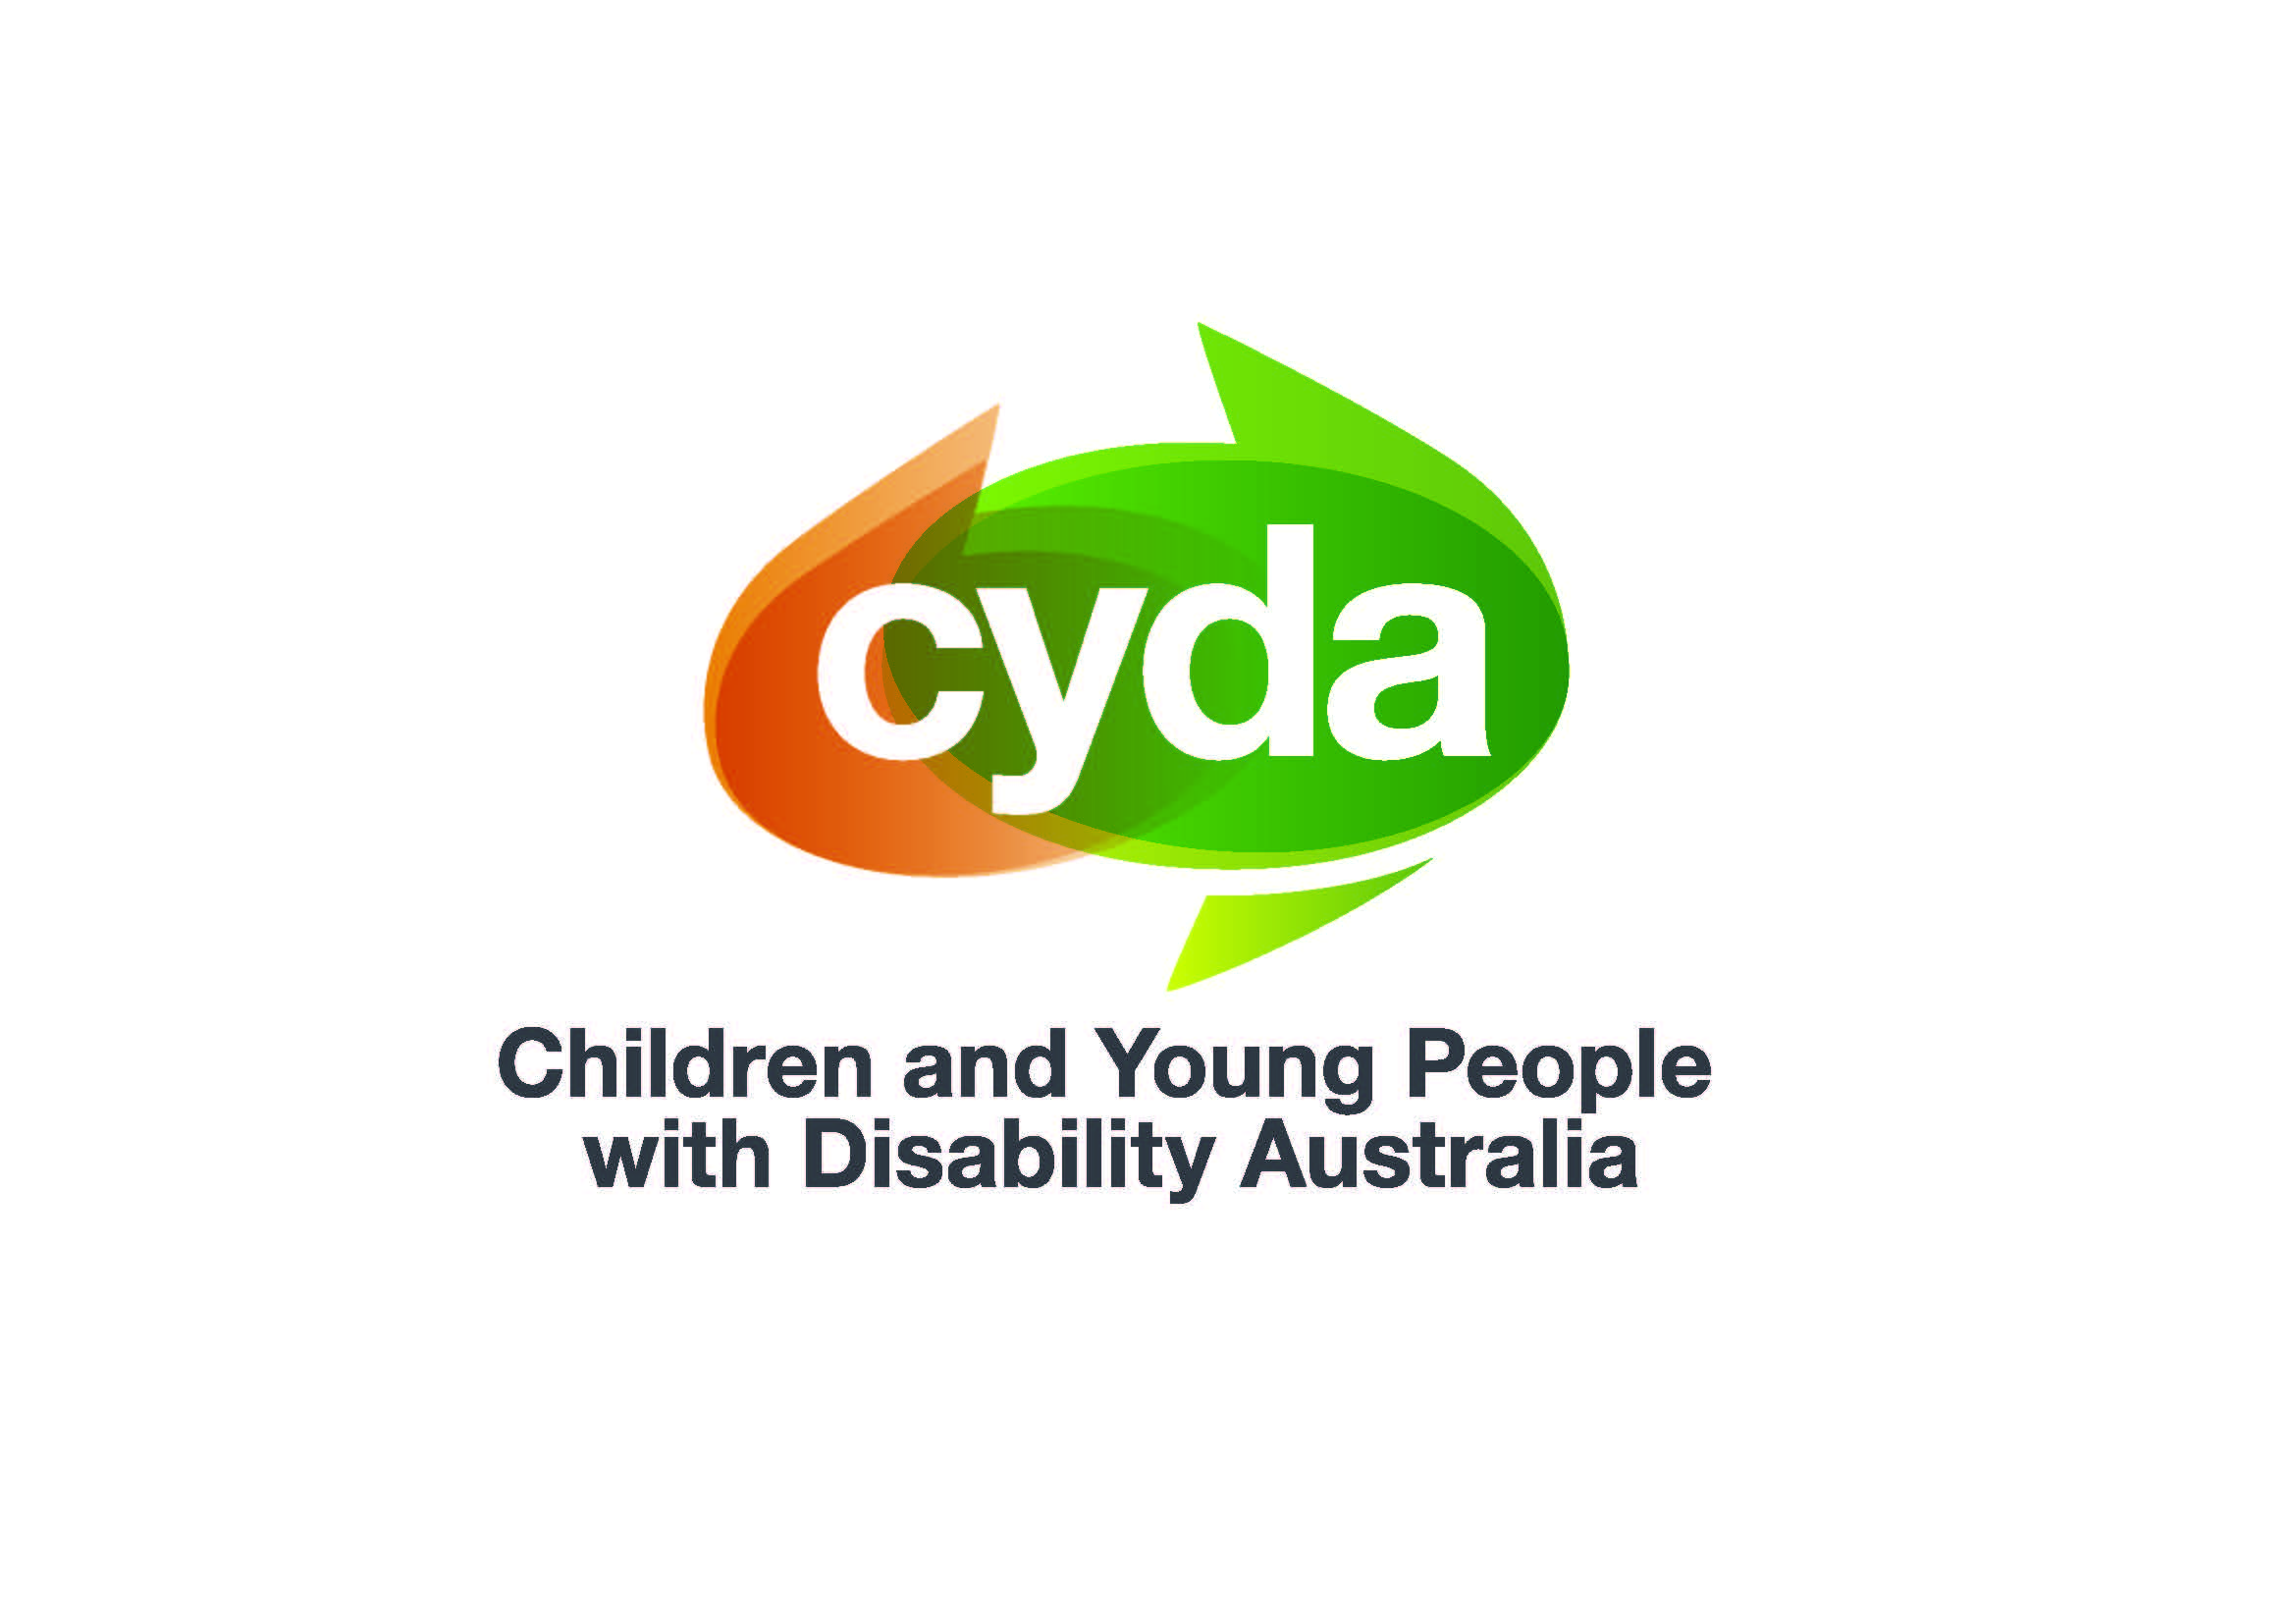 cyda
Children and Young People
with Disability Australia